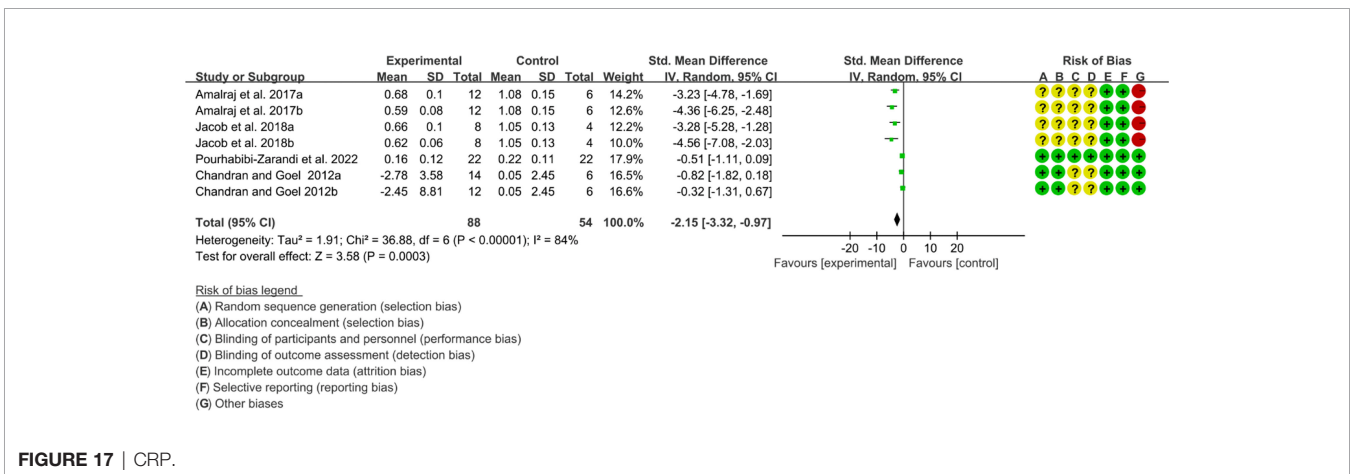 Experimental Control Std. Mean Difference Std. Mean Difference Risk of Bias
Study or Subgroup Mean SD Total Mean SD Total Weight IV, Random, 95% CI IV, Random, 95% CI A B C D E F G
Amalraj et al. 2017a 0.68 0.1 12 1.08 0.15 6 14.2% -3.23 [-4.78, -1.69] ? ? ? ? + + -
Amalraj et al. 2017b 0.59 0.08 12 1.08 0.15 6 12.6% -4.36 [-6.25, -2.48] ? ? ? ? + + -
Jacob et al. 2018a 0.66 0.1 8 1.05 0.13 4 12.2% -3.28 [-5.28, -1.28] ? ? ? ? + + -
Jacob et al. 2018b 0.62 0.06 8 1.05 0.13 4 10.0% -4.56 [-7.08, -2.03] ? ? ? ? + + -
Pourhabibi-Zarandi et al. 2022 0.16 0.12 22 0.22 0.11 22 17.9% -0.51 [-1.11, 0.09] + + + + + + +
Chandran and Goel 2012a -2.78 3.58 14 0.05 2.45 6 16.5% -0.82 [-1.82, 0.18] + + ? ? + + +
Chandran and Goel 2012b -2.45 8.81 12 0.05 2.45 6 16.6% -0.32 [-1.31, 0.67] + + ? ? + + +
Total (95% CI) 88 54 100.0% -2.15 [-3.32, -0.97]
Heterogeneity: Tau² = 1.91; Chi² = 36.88, df = 6 (P < 0.00001); I² = 84%
Test for overall effect: Z = 3.58 (P = 0.0003)
-20 -10 0 10 20
Favours [experimental] Favours [control]
Risk of bias legend
(A) Random sequence generation (selection bias)
(B) Allocation concealment (selection bias)
(C) Blinding of participants and personnel (performance bias)
(D) Blinding of outcome assessment (detection bias)
(E) Incomplete outcome data (attrition bias)
(F) Selective reporting (reporting bias)
(G) Other biases
FIGURE 17 | CRP.